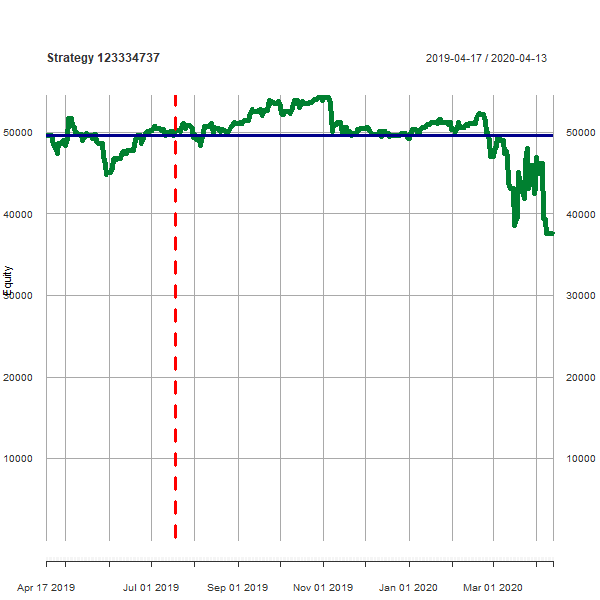 Strategy 123334737
2019-04-17 / 2020-04-13
50000
50000
40000
40000
Equity
30000
30000
20000
20000
10000
10000
Apr 17 2019
Jul 01 2019
Sep 01 2019
Nov 01 2019
Jan 01 2020
Mar 01 2020